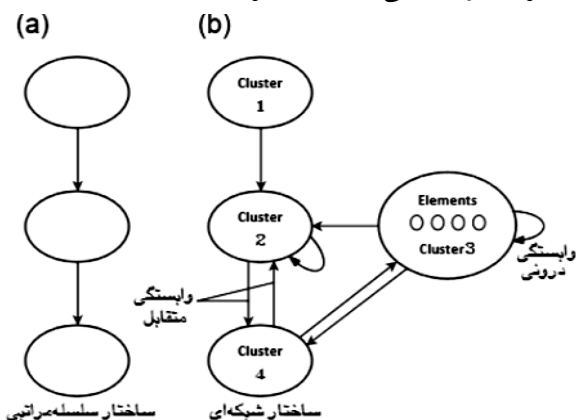 (a)
(b)
Cluster
1
Cluster
2
Elements
Cluster3
وابستگی
درونی
وابستگی
متقابل
Cluster
4
ساختار سلسله‌مراتبی
ساختار شبکه‌ای